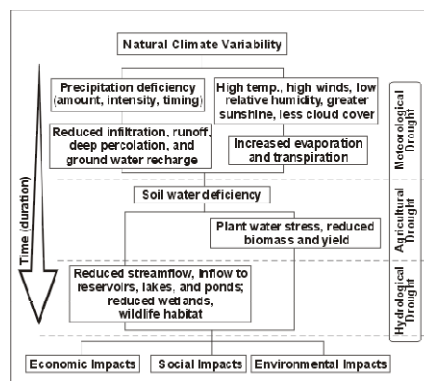 Natural Climate Variability
Precipitation deficiency
(amount, intensity, timing)
High temp., high winds, low
relative humidity, greater
sunshine, less cloud cover
Reduced infiltration, runoff,
deep percolation, and
ground water recharge
Increased evaporation
and transpiration
Meteorological
Drought
Soil water deficiency
Plant water stress, reduced
biomass and yield
Agricultural
Drought
Time (duration)
Reduced streamflow, inflow to
reservoirs, lakes, and ponds;
reduced wetlands,
wildlife habitat
Hydrological
Drought
Economic Impacts
Social Impacts
Environmental Impacts